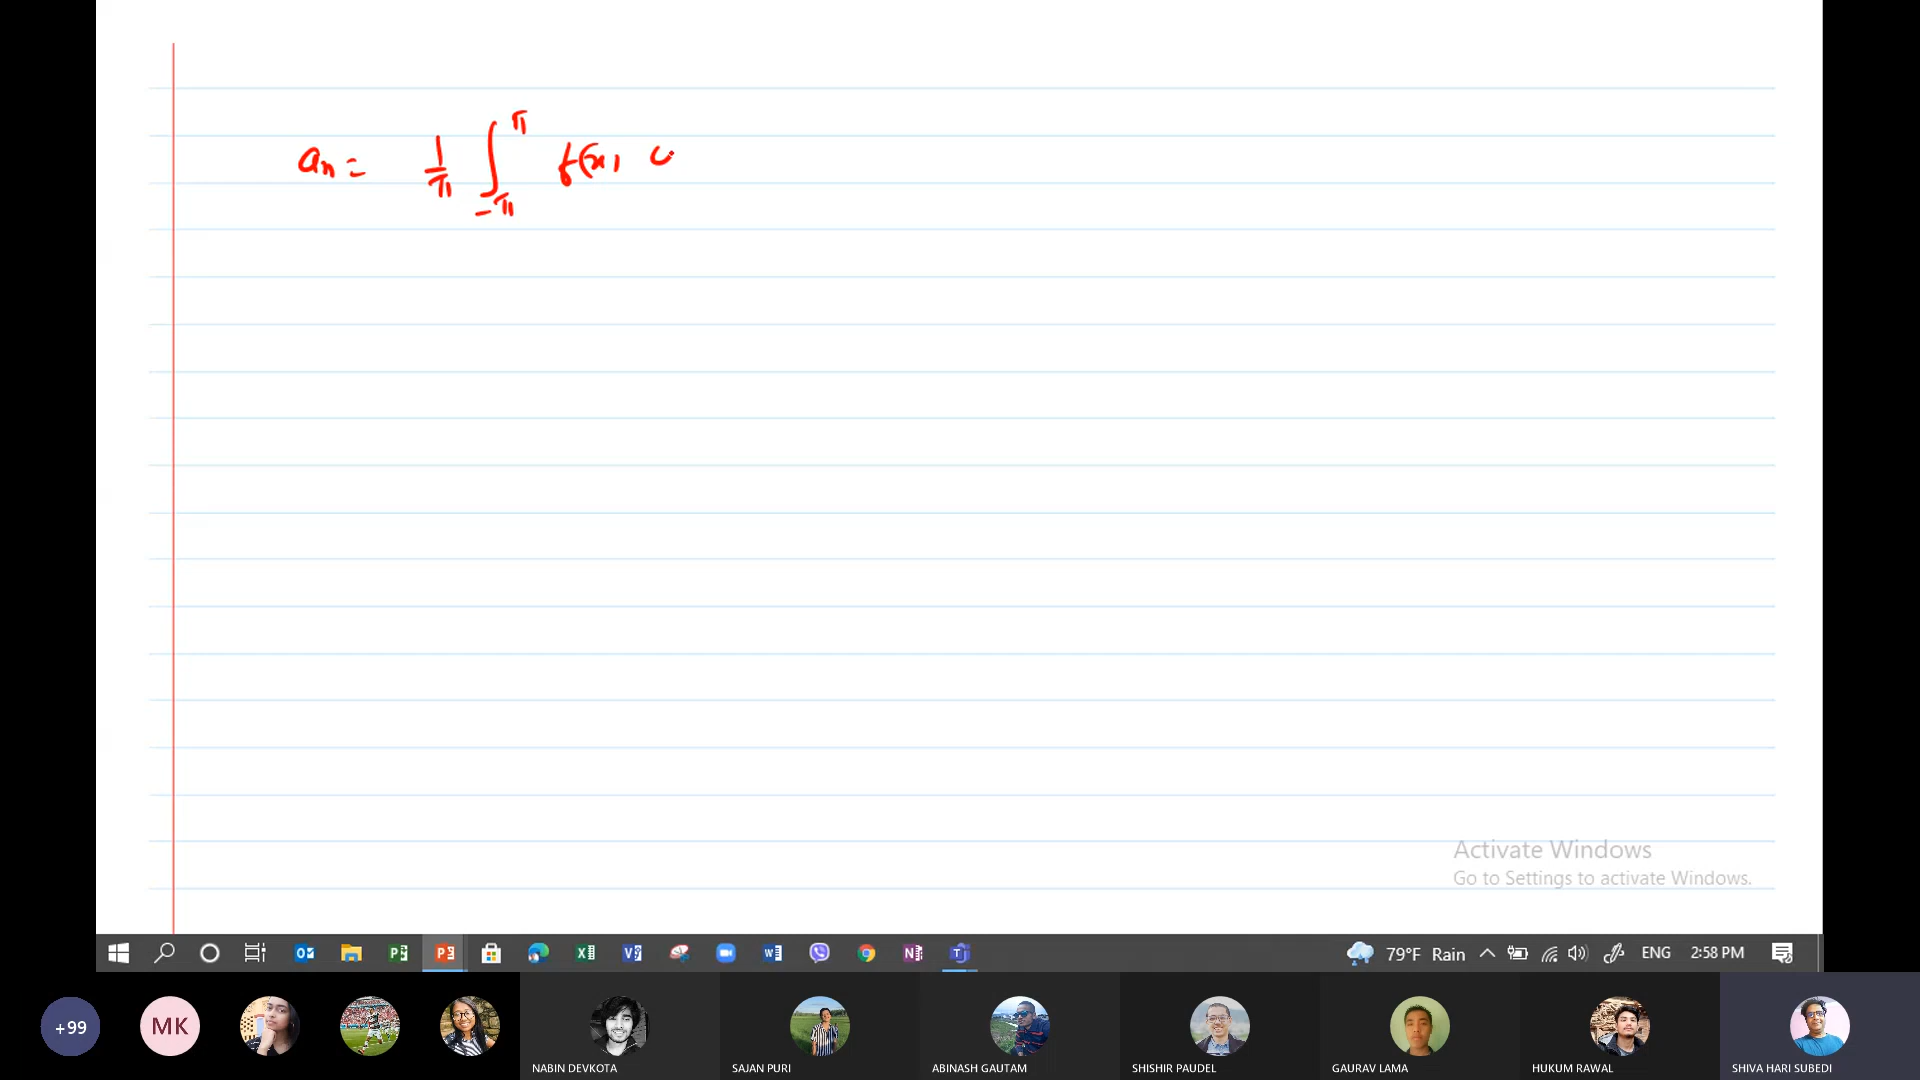 aₙ = 1/π ∫_{-π}^{π} f(x)
Activate Windows
Go to Settings to activate Windows.
79°F Rain ENG 2:58 PM
+99 MK
NABIN DEVKOTA SAJAN PURI ABINASH GAUTAM SHISHIR PAUDEL GAURAV LAMA HUKUM RAWAL SHIVA HARI SUBEDI